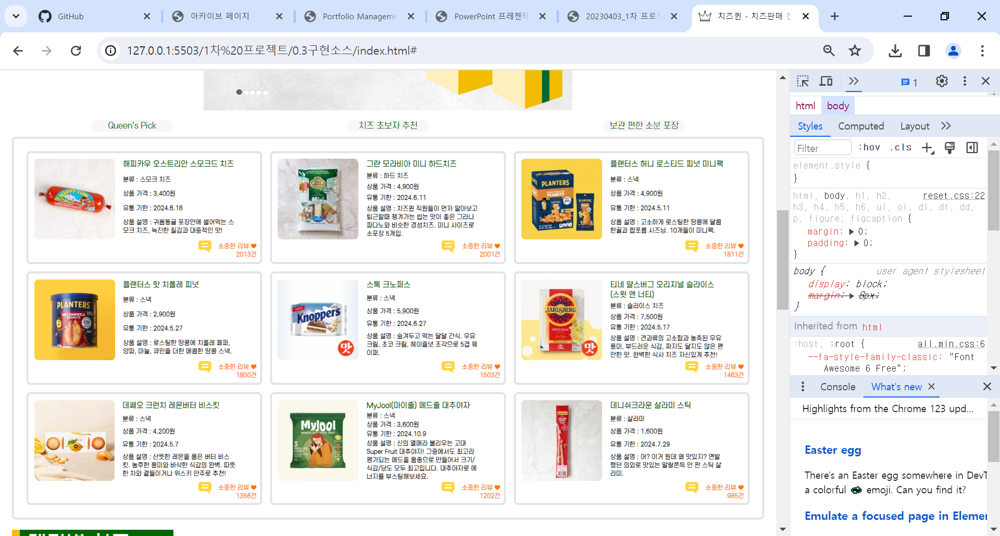 GitHub
아카이브 페이지
Portfolio Manageme
PowerPoint 프레젠테
20230403_1차 프로젝
치즈퀸 - 치즈판매 전
127.0.0.1:5503/1차%20프로젝트/0.3구현소스/index.html#
Queen's Pick
치즈 초보자 추천
보관 편한 소분 포장
해피카우 오스트리안 스모크드 치즈
분류 : 스모크 치즈
상품 가격 : 3,400원
유통 기한 : 2024.6.18
상품 설명 : 귀욤동글 포장안에 썰어먹는 스
모크 치즈, 녹진한 질감과 대중적인 맛!
소중한 리뷰 ♥
2013건
그란 모라비아 미니 하드치즈
분류 : 하드 치즈
상품 가격 : 4,900원
유통 기한 : 2024.6.11
상품 설명 : 치즈퀸 직원들이 먼저 알아보고
퇴근할때 챙겨가는 씹는 맛이 좋은 그라나
파다노와 비슷한 경성치즈. 미니 사이즈로
소포장 5개입.
소중한 리뷰 ♥
2001건
플랜터스 허니 로스티드 피넛 미니팩
분류 : 스낵
상품 가격 : 4,900원
유통 기한 : 2024.5.11
상품 설명 : 고소하게 로스팅한 땅콩에 달콤
한꿀과 팝포름 시즈닝. 10개들이 미니팩.
소중한 리뷰 ♥
1811건
HAPPY COW
PROCESSED CHEESE
Mini
PLANTERS
PEANUTS
PLANTERS
플랜터스 핫 치폴레 피넛
분류 : 스낵
상품 가격 : 2,900원
유통 기한 : 2024.5.27
상품 설명 : 로스팅한 땅콩에 치폴레 페퍼,
양파, 마늘, 큐민을 더한 매콤한 땅콩 스낵.
소중한 리뷰 ♥
1800건
스톡 크노퍼스
분류 : 스낵
상품 가격 : 5,900원
유통 기한 : 2024.6.27
상품 설명 : 숨겨두고 먹는 달달 간식. 우유
크림, 초코 크림, 헤이즐넛 조각으로 5겹 웨
이퍼.
소중한 리뷰 ♥
1503건
티네 얄스버그 오리지널 슬라이스
(스윗 앤 너티)
분류 : 슬라이스 치즈
상품 가격 : 7,500원
유통 기한 : 2024.5.17
상품 설명 : 견과류의 고소함과 농축된 우유
풍미, 부드러운 식감, 짜지도 달지도 않은 편
안한 맛. 완벽한 식사 치즈 자신있게 추천!
소중한 리뷰 ♥
1463건
PLANTERS
HOT CHIPOTLE
PEANUTS
Knoppers
맛
JARLSBERG
ORIGINAL
TINE
맛
데쎄오 크런치 레몬버터 비스킷
분류 : 스낵
상품 가격 : 4,200원
유통 기한 : 2024.5.7
상품 설명 : 산뜻한 레몬을 품은 버터 비스
킷. 농후한 풍미와 바삭한 식감의 완벽. 따뜻
한 차와 곁들이거나 위스키 안주로 추천!
소중한 리뷰 ♥
1356건
MyJool(마이줄) 메드줄 대추야자
분류 : 스낵
상품 가격 : 3,600원
유통 기한 : 2024.10.9
상품 설명 : 신의 열매라 불리우는 고대
Super Fruit 대추야자! 그중에서도 최고라
평가되는 메드줄 품종으로 만들어서 크기/
식감/당도 모두 최고입니다. 대추야자로 에
너지를 부스팅해보세요.
소중한 리뷰 ♥
1202건
데니쉬크라운 살라미 스틱
분류 : 살라미
상품 가격 : 1,600원
유통 기한 : 2024.7.29
상품 설명 : 어? 이거 뭔데 왜 맛있지? 연발
했던 의외로 맛있는 말랑쫀득 안 짠 스틱 살
라미.
소중한 리뷰 ♥
985건
MyJool
BRINGS OUT YOUR BEST
3
MEDJOOL
DATES
SALAMI
STICK
1
html
body
Styles
Computed
Layout
Filter
:hov
.cls
element.style {
}
html, body, h1, h2,
reset.css:22
h3, h4, h5, h6, ul, ol, dl, dt, dd,
p, figure, figcaption {
margin: ▶ 0;
padding: ▶ 0;
}
body {
user agent stylesheet
display: block;
margin: ▶ 8px;
}
Inherited from html
:host, :root {
all.min.css:6
--fa-style-family-classic: "Font
Awesome 6 Free";
Console
What's new
Highlights from the Chrome 123 upd...
Easter egg
There's an Easter egg somewhere in DevT
a colorful emoji. Can you find it?
Emulate a focused page in Elemen